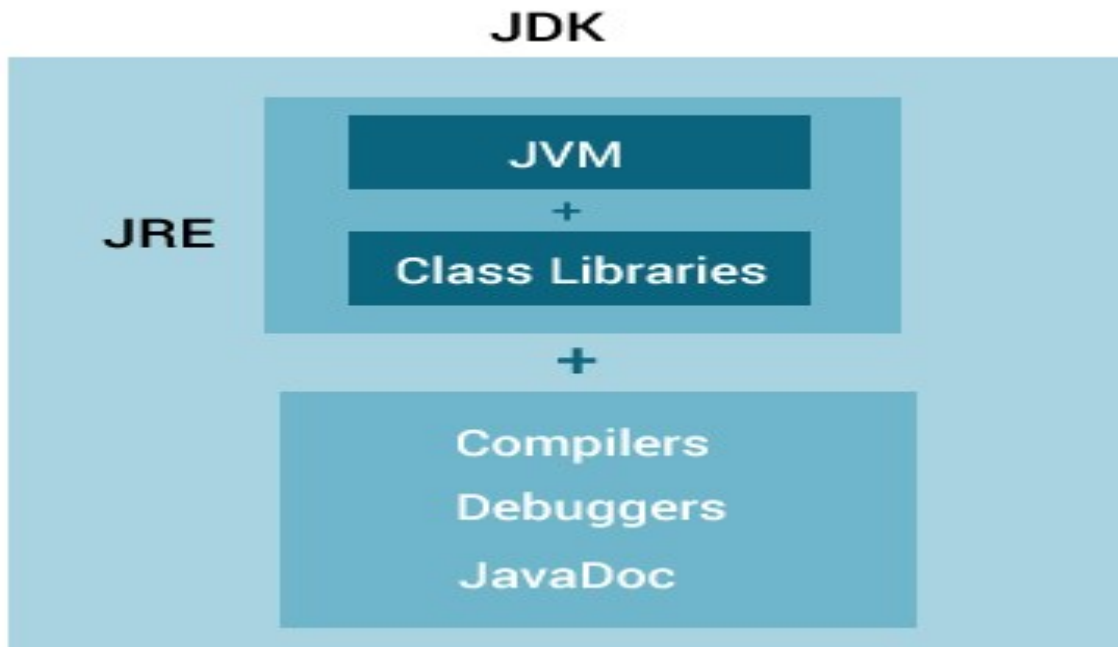 JDK
JVM
+
JRE
Class Libraries
+
Compilers
Debuggers
JavaDoc